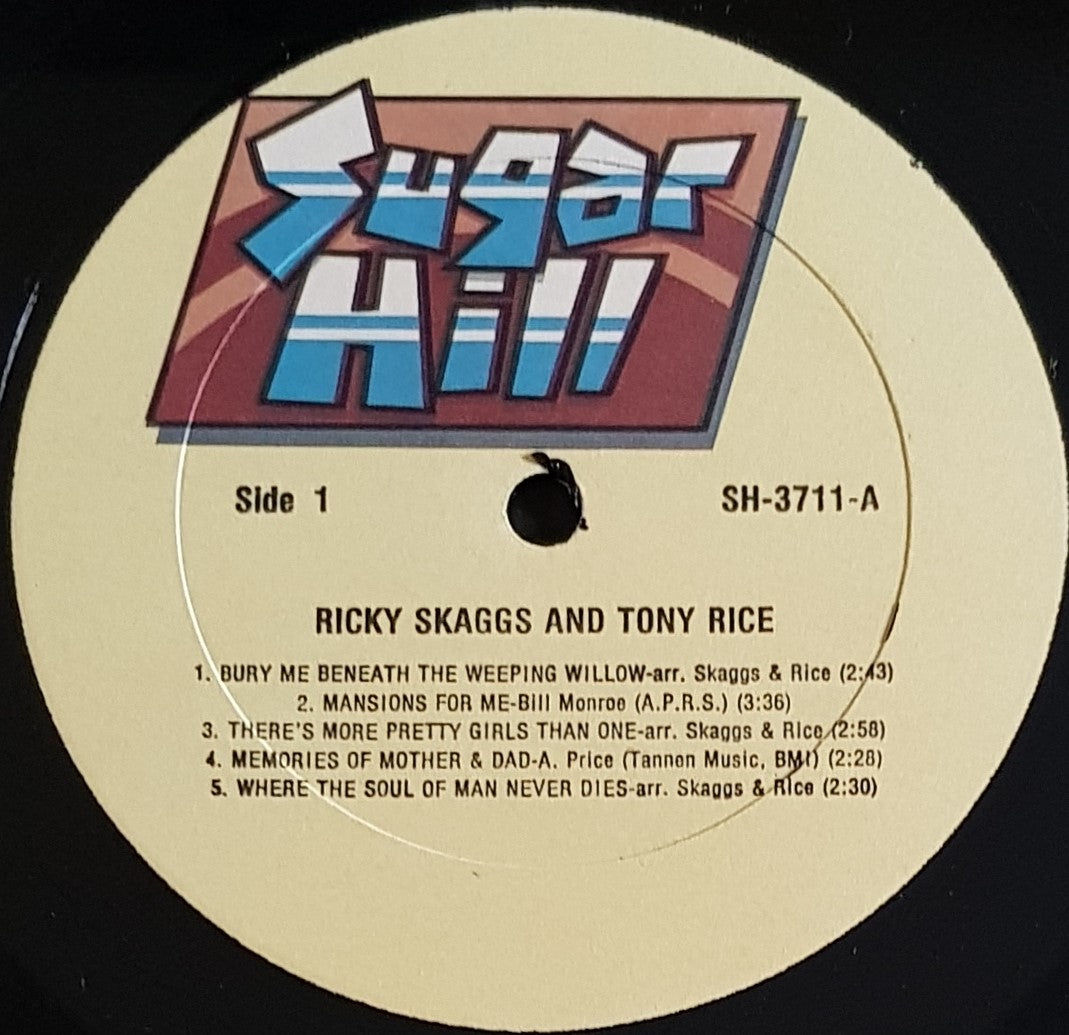 Sugar
Hill
Side 1
SH-3711-A
RICKY SKAGGS AND TONY RICE
1. BURY ME BENEATH THE WEEPING WILLOW-arr. Skaggs & Rice (2:43)
2. MANSIONS FOR ME-Bill Monroe (A.P.R.S.) (3:36)
3. THERE'S MORE PRETTY GIRLS THAN ONE-arr. Skaggs & Rice (2:58)
4. MEMORIES OF MOTHER & DAD-A. Price (Tannen Music, BMI) (2:28)
5. WHERE THE SOUL OF MAN NEVER DIES-arr. Skaggs & Rice (2:30)